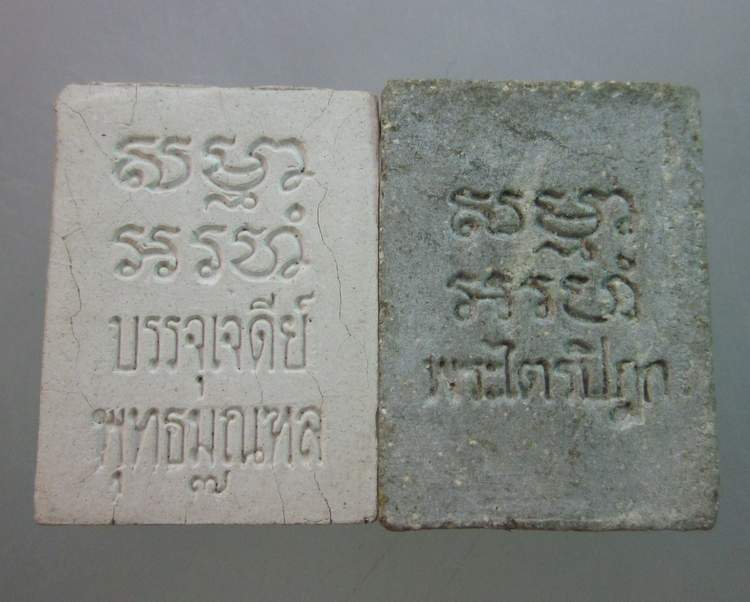 សម្មា
អរហំ
บรรจุเจดีย์
พุทธมณฑล
๗
សម្មា
អរហំ
พระไตรปิฎก